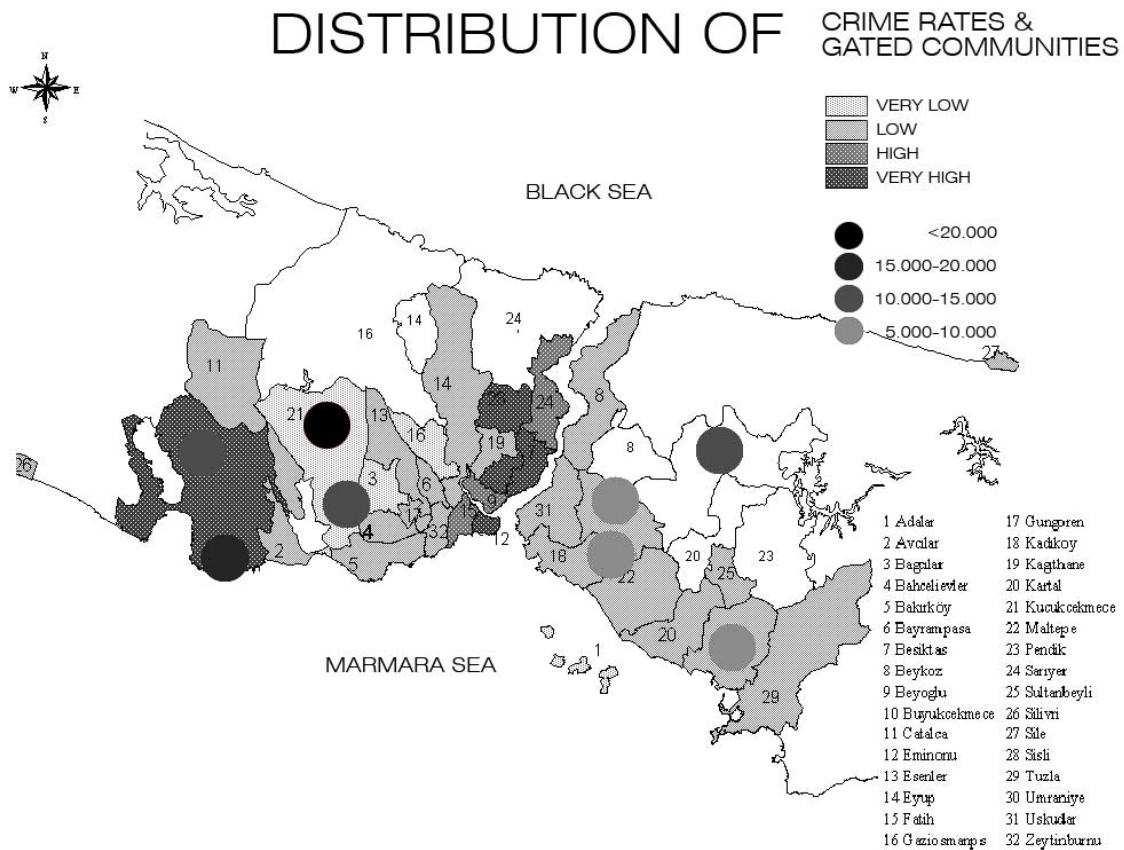 DISTRIBUTION OF
CRIME RATES &
GATED COMMUNITIES
N
W E
S
VERY LOW
LOW
HIGH
VERY HIGH
BLACK SEA
<20.000
15.000-20.000
10.000-15.000
5.000-10.000
14
24
16
27
11
14
24
8
21
13
16
19
8
26
3
6
9
31
17
15
32
12
4
2
5
18
22
20
25
23
20
1
29
MARMARA SEA
1 Adalar
2 Avcılar
3 Bagcılar
4 Bahcelievler
5 Bakırköy
6 Bayrampasa
7 Besiktas
8 Beykoz
9 Beyoglu
10 Buyukcekmece
11 Catalca
12 Eminonu
13 Esenler
14 Eyup
15 Fatih
16 Gaziosmanps
17 Gungoren
18 Kadikoy
19 Kagithane
20 Kartal
21 Kucukcekmece
22 Maltepe
23 Pendik
24 Sarıyer
25 Sultanbeyli
26 Silivri
27 Sile
28 Sisli
29 Tuzla
30 Umraniye
31 Uskudar
32 Zeytinburnu